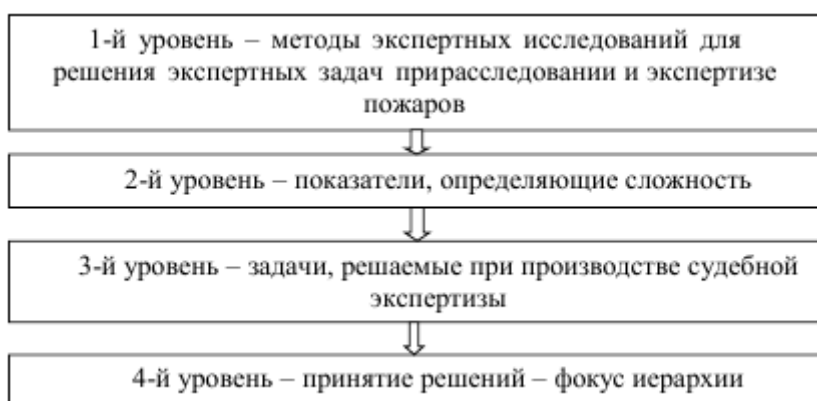 1-й уровень – методы экспертных исследований для
решения экспертных задач прирасследовании и экспертизе
пожаров
2-й уровень – показатели, определяющие сложность
3-й уровень – задачи, решаемые при производстве судебной
экспертизы
4-й уровень – принятие решений – фокус иерархии